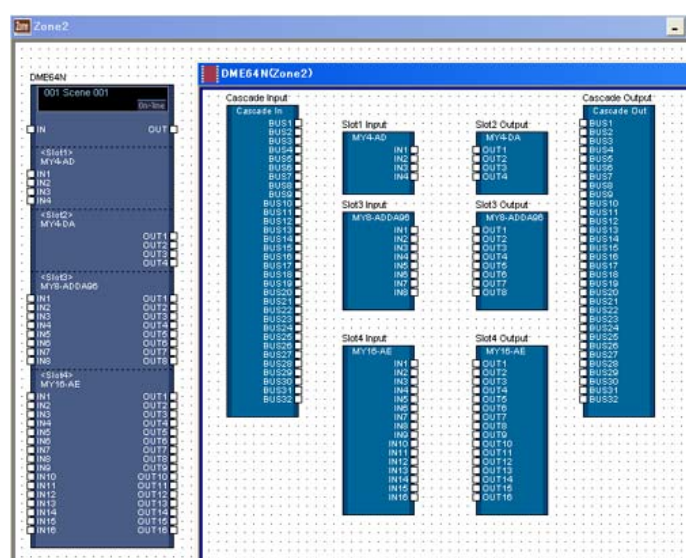 Zone Zone2
DME64N
001 Scene 001
On-line
IN OUT
<Slot1>
MY4-AD
IN1
IN2
IN3
IN4
<Slot2>
MY4-DA
OUT1
OUT2
OUT3
OUT4
<Slot3>
MY8-ADDA96
IN1 OUT1
IN2 OUT2
IN3 OUT3
IN4 OUT4
IN5 OUT5
IN6 OUT6
IN7 OUT7
IN8 OUT8
<Slot4>
MY16-AE
IN1 OUT1
IN2 OUT2
IN3 OUT3
IN4 OUT4
IN5 OUT5
IN6 OUT6
IN7 OUT7
IN8 OUT8
IN9 OUT9
IN10 OUT10
IN11 OUT11
IN12 OUT12
IN13 OUT13
IN14 OUT14
IN15 OUT15
IN16 OUT16
DME64N(Zone2)
Cascade Input
Cascade In
BUS1
BUS2
BUS3
BUS4
BUS5
BUS6
BUS7
BUS8
BUS9
BUS10
BUS11
BUS12
BUS13
BUS14
BUS15
BUS16
BUS17
BUS18
BUS19
BUS20
BUS21
BUS22
BUS23
BUS24
BUS25
BUS26
BUS27
BUS28
BUS29
BUS30
BUS31
BUS32
Slot1 Input
MY4-AD
IN1
IN2
IN3
IN4
Slot3 Input
MY8-ADDA96
IN1
IN2
IN3
IN4
IN5
IN6
IN7
IN8
Slot4 Input
MY16-AE
IN1
IN2
IN3
IN4
IN5
IN6
IN7
IN8
IN9
IN10
IN11
IN12
IN13
IN14
IN15
IN16
Slot2 Output
MY4-DA
OUT1
OUT2
OUT3
OUT4
Slot3 Output
MY8-ADDA96
OUT1
OUT2
OUT3
OUT4
OUT5
OUT6
OUT7
OUT8
Slot4 Output
MY16-AE
OUT1
OUT2
OUT3
OUT4
OUT5
OUT6
OUT7
OUT8
OUT9
OUT10
OUT11
OUT12
OUT13
OUT14
OUT15
OUT16
Cascade Output
Cascade Out
BUS1
BUS2
BUS3
BUS4
BUS5
BUS6
BUS7
BUS8
BUS9
BUS10
BUS11
BUS12
BUS13
BUS14
BUS15
BUS16
BUS17
BUS18
BUS19
BUS20
BUS21
BUS22
BUS23
BUS24
BUS25
BUS26
BUS27
BUS28
BUS29
BUS30
BUS31
BUS32